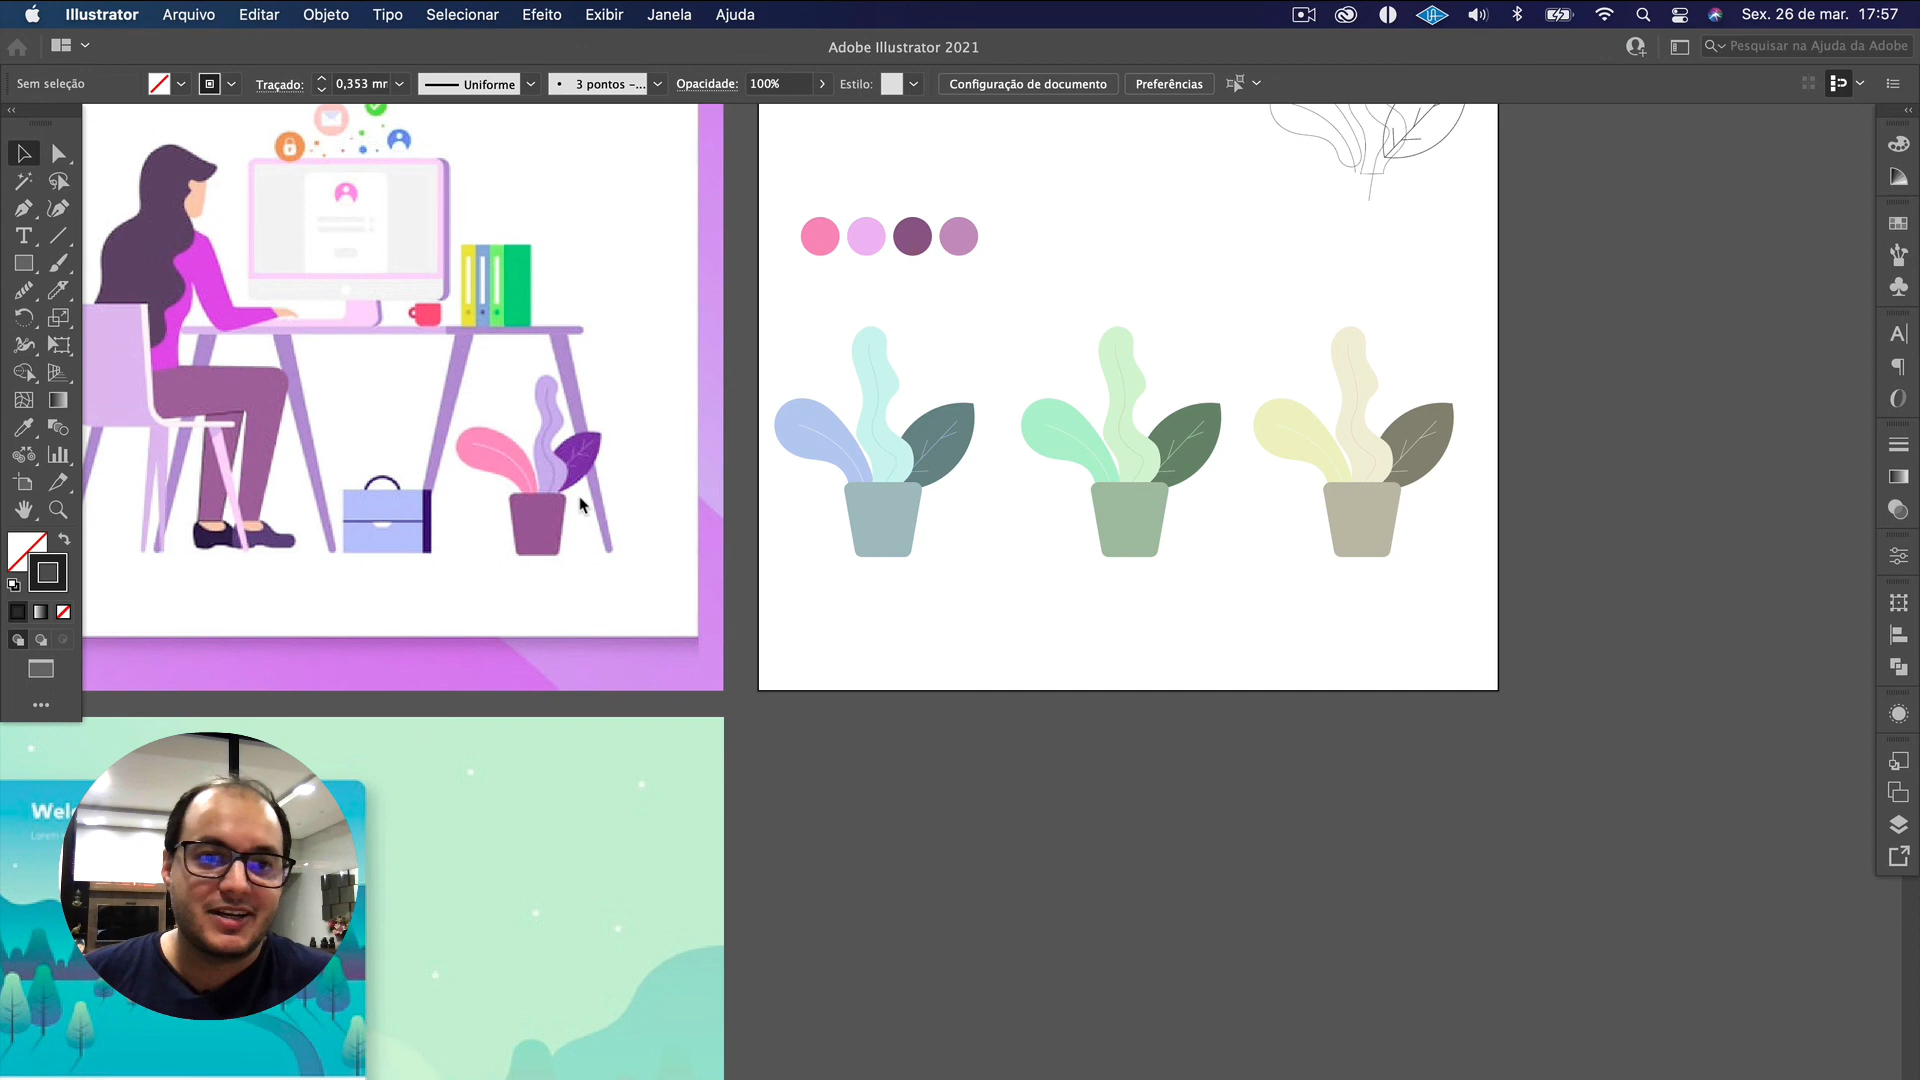 Illustrator Arquivo Editar Objeto Tipo Selecionar Efeito Exibir Janela Ajuda
Sex. 26 de mar. 17:57
Adobe Illustrator 2021
Pesquisar na Ajuda da Adobe
Sem seleção
Traçado: 0,353 mr
Uniforme
3 pontos –...
Opacidade: 100%
Estilo:
Configuração de documento
Preferências